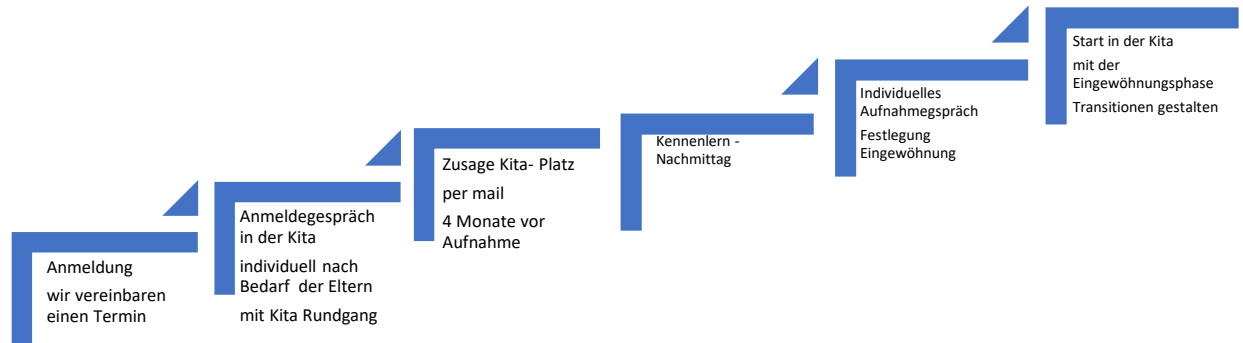 Anmeldung
wir vereinbaren
einen Termin
Anmeldegespräch
in der Kita
individuell nach
Bedarf der Eltern
mit Kita Rundgang
Zusage Kita- Platz
per mail
4 Monate vor
Aufnahme
Kennenlern -
Nachmittag
Individuelles
Aufnahmegspräch
Festlegung
Eingewöhnung
Start in der Kita
mit der
Eingewöhnungsphase
Transitionen gestalten